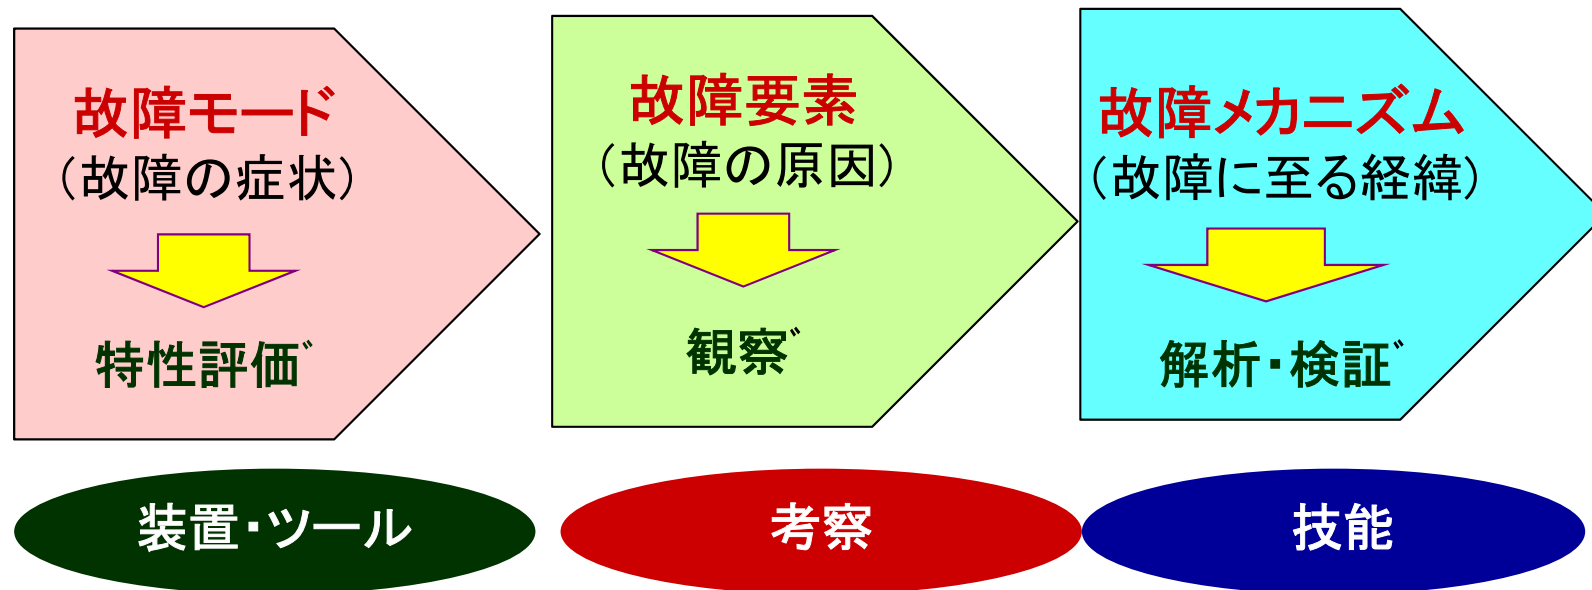 故障モード
（故障の症状）
特性評価゛
故障要素
（故障の原因）
観察゛
故障メカニズム
（故障に至る経緯）
解析・検証゛
装置・ツール
考察
技能